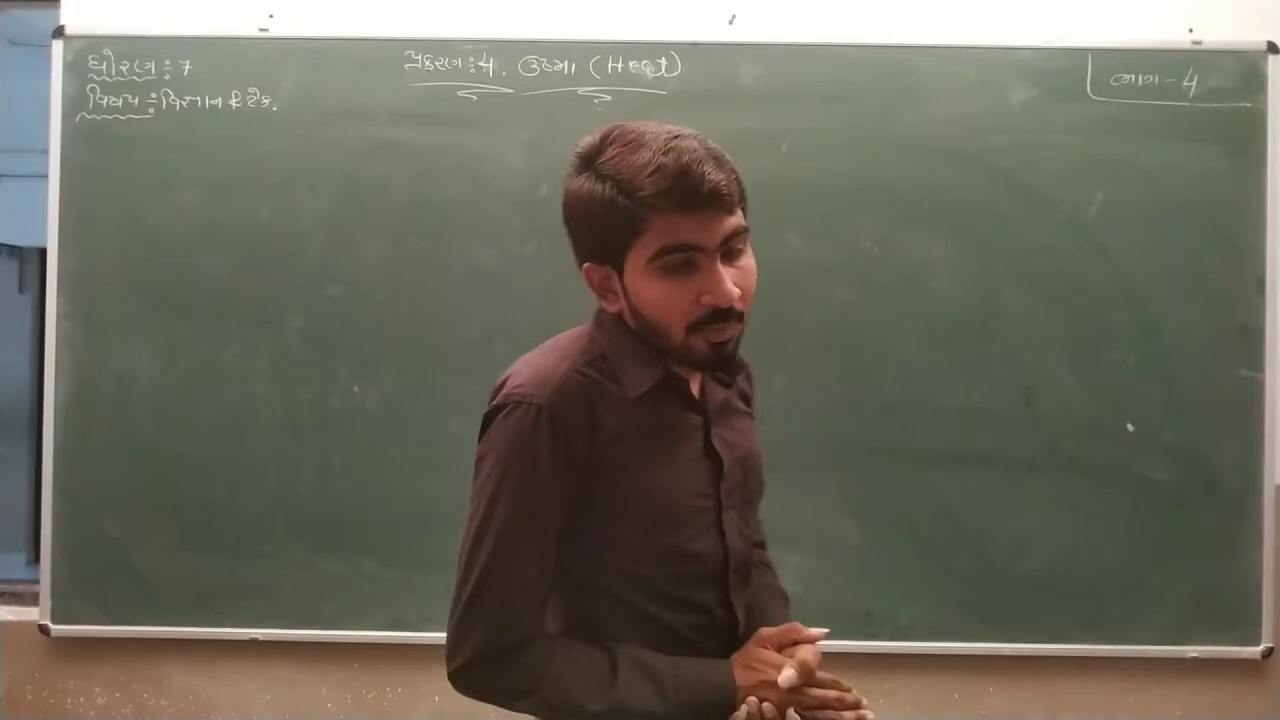 ધોરણ : 7
પ્રકરણ : 4. ઉષ્મા (Heat)
ભાગ - 4
વિષય : વિજ્ઞાન & ટેક.